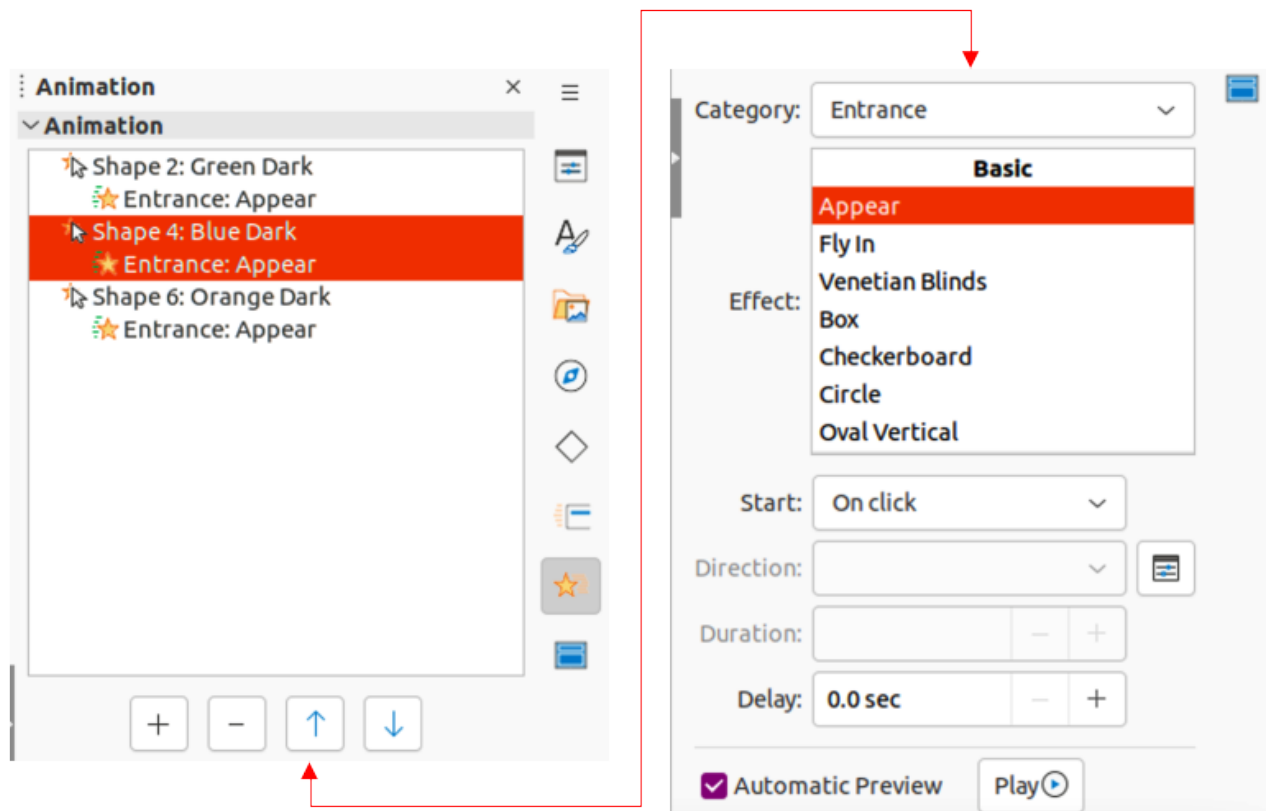 Animation
Animation
Shape 2: Green Dark
Entrance: Appear
Shape 4: Blue Dark
Entrance: Appear
Shape 6: Orange Dark
Entrance: Appear
Category: Entrance
Basic
Appear
Fly In
Venetian Blinds
Effect:
Box
Checkerboard
Circle
Oval Vertical
Start: On click
Direction:
Duration:
Delay: 0.0 sec
Automatic Preview Play